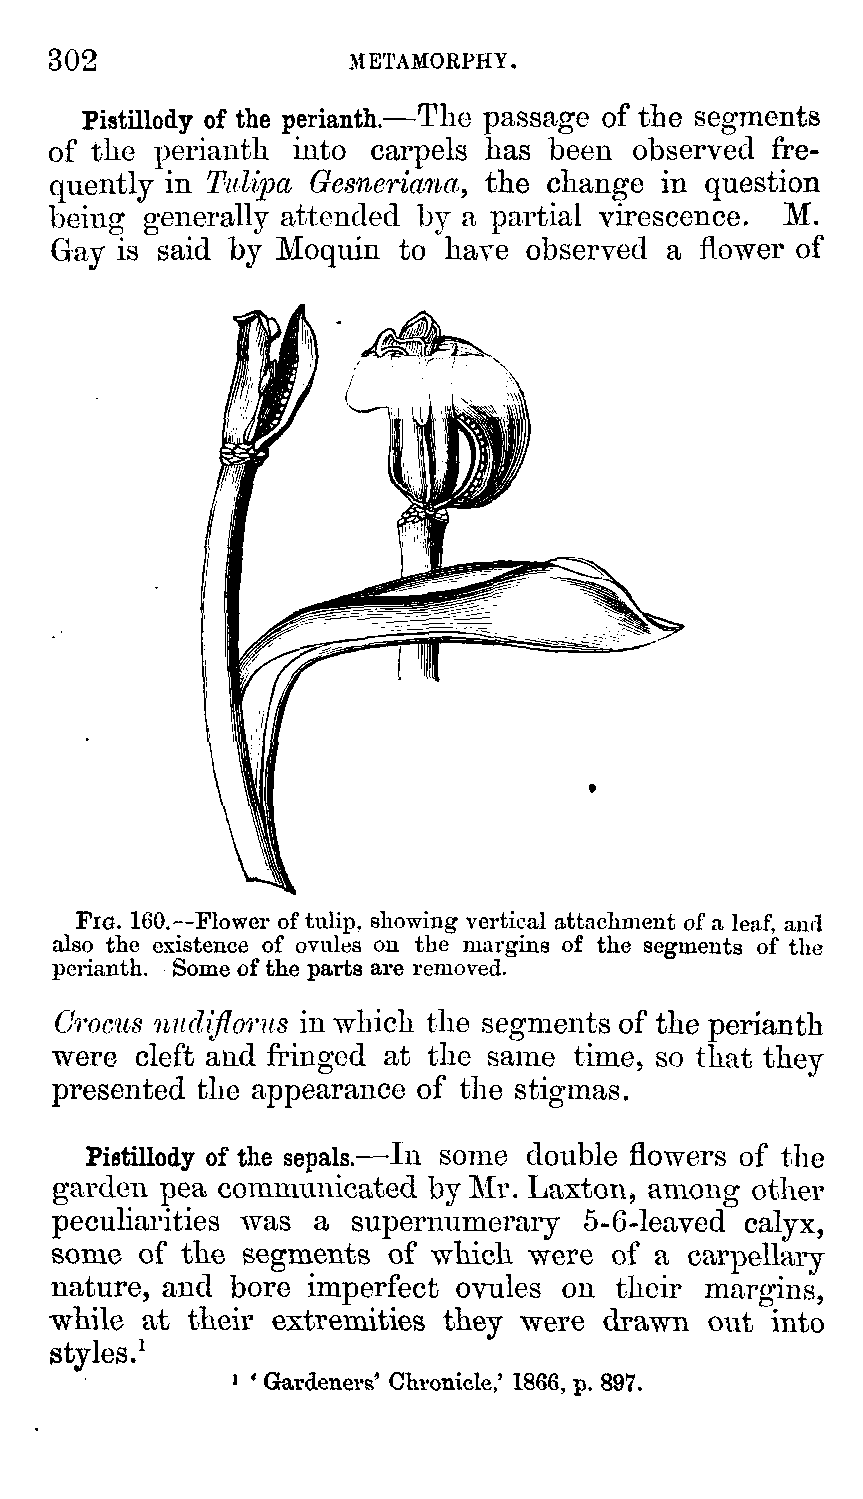 302 METAMORPHY.
Pistillody of the perianth.—The passage of the segments
of the perianth into carpels has been observed fre-
quently in Tulipa Gesneriana, the change in question
being generally attended by a partial virescence. M.
Gay is said by Moquin to have observed a flower of
FIG. 160.--Flower of tulip, showing vertical attachment of a leaf, and
also the existence of ovules on the margins of the segments of the
perianth. Some of the parts are removed.
Crocus nudiflorus in which the segments of the perianth
were cleft and fringed at the same time, so that they
presented the appearance of the stigmas.
Pistillody of the sepals.—In some double flowers of the
garden pea communicated by Mr. Laxton, among other
peculiarities was a supernumerary 5-6-leaved calyx,
some of the segments of which were of a carpellary
nature, and bore imperfect ovules on their margins,
while at their extremities they were drawn out into
styles.¹
¹ ‘ Gardeners’ Chronicle,’ 1866, p. 897.